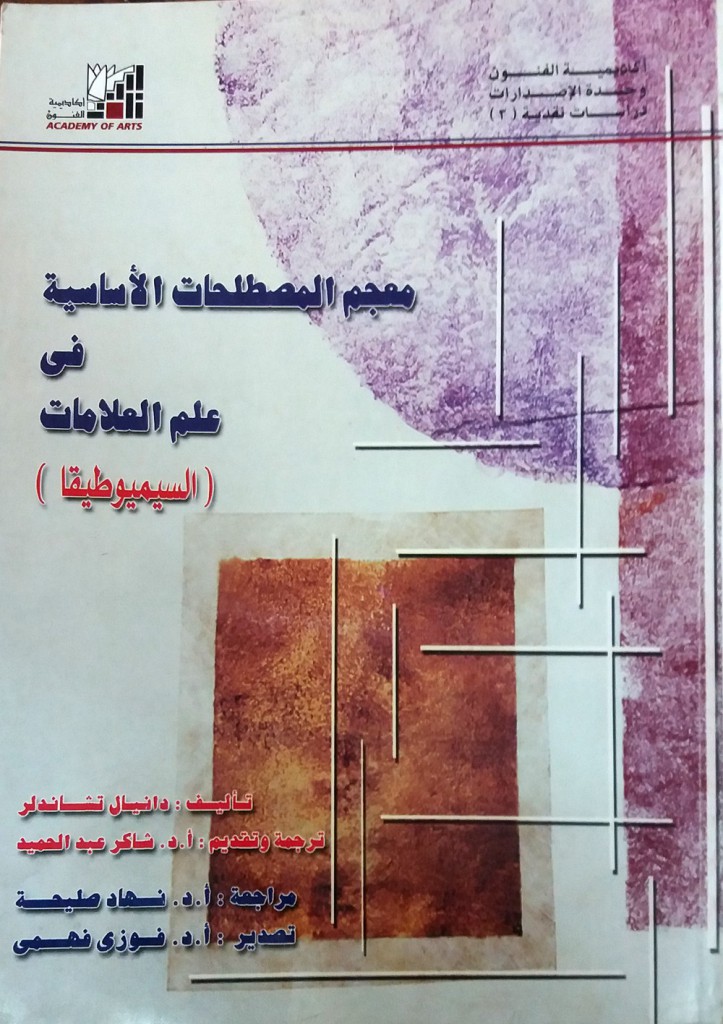 أكاديمية الفنون
وحدة الإصدارات
دراسات نقدية (٢)
أكاديمية
الفنون
ACADEMY OF ARTS
معجم المصطلحات الأساسية
فى
علم العلامات
(السيميوطيقا)
تأليف : دانيال تشاندلر
ترجمة وتقديم : أ.د. شاكر عبد الحميد
مراجعة : أ.د. نهاد صليحة
تصدير : أ.د. فوزى فهمى